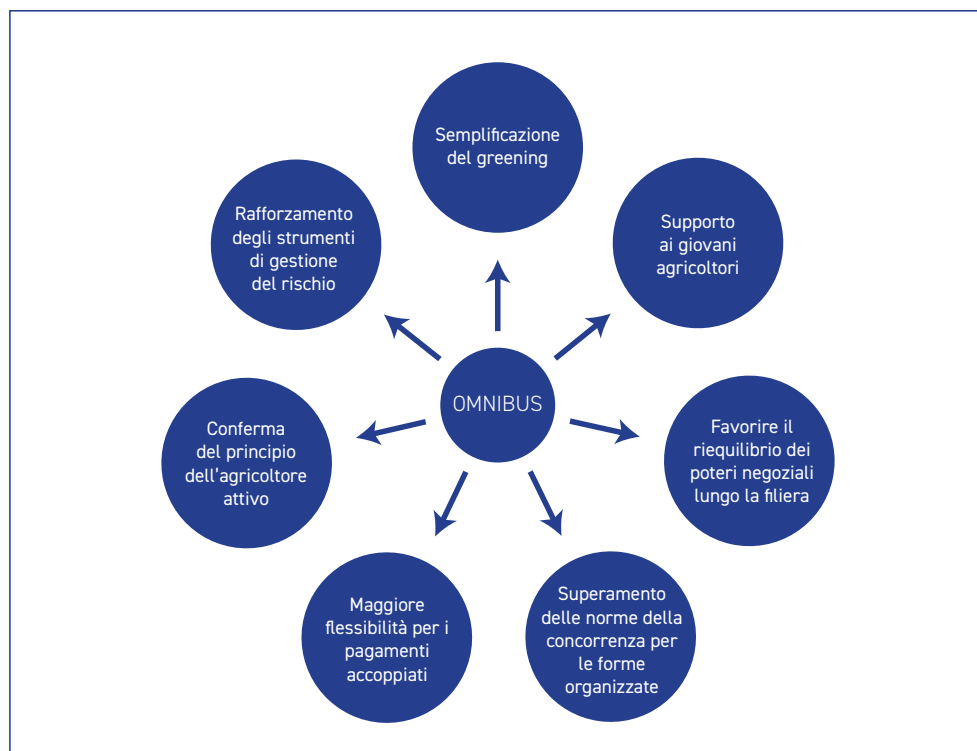 Semplificazione
del greening
Supporto
ai giovani
agricoltori
Favorire il
riequilibrio dei
poteri negoziali
lungo la filiera
Superamento
delle norme della
concorrenza per
le forme
organizzate
Maggiore
flessibilità per i
pagamenti
accoppiati
Conferma
del principio
dell’agricoltore
attivo
Rafforzamento
degli strumenti
di gestione
del rischio
OMNIBUS